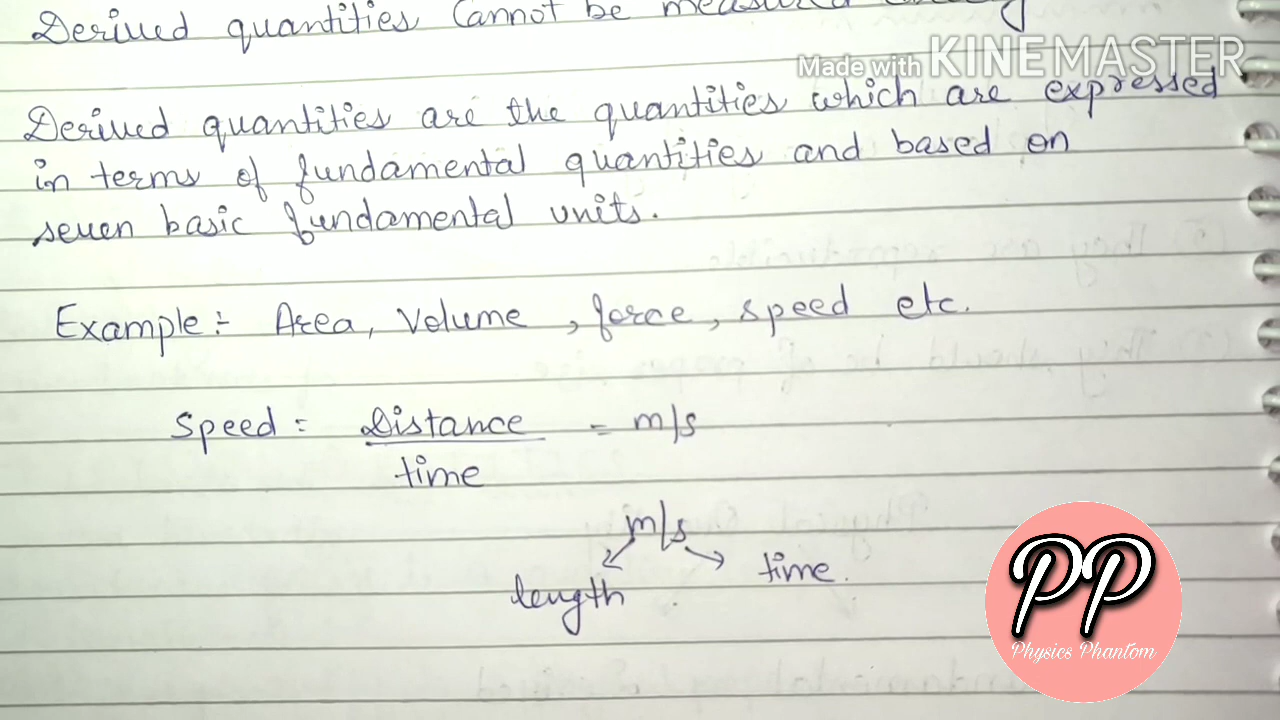 Derived quantities cannot be measured
Made with KINEMASTER
Derived quantities are the quantities which are expressed
in terms of fundamental quantities and based on
seven basic fundamental units.
Example:- Area, Volume, force, speed etc.
Speed = Distance / time = m/s
m/s
length
time.
PP
Physics Phantom